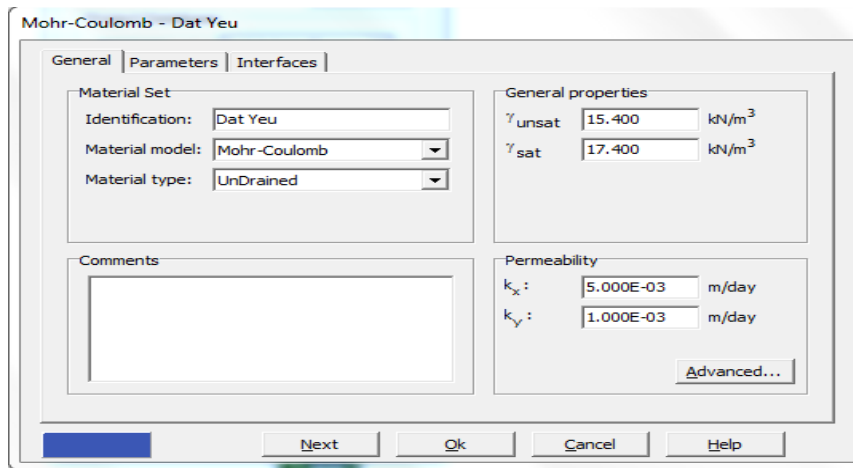 Mohr-Coulomb - Dat Yeu
General Parameters Interfaces
Material Set
Identification: Dat Yeu
Material model: Mohr-Coulomb
Material type: UnDrained
General properties
γunsat 15.400 kN/m³
γsat 17.400 kN/m³
Comments
Permeability
kx: 5.000E-03 m/day
ky: 1.000E-03 m/day
Advanced...
Next Ok Cancel Help